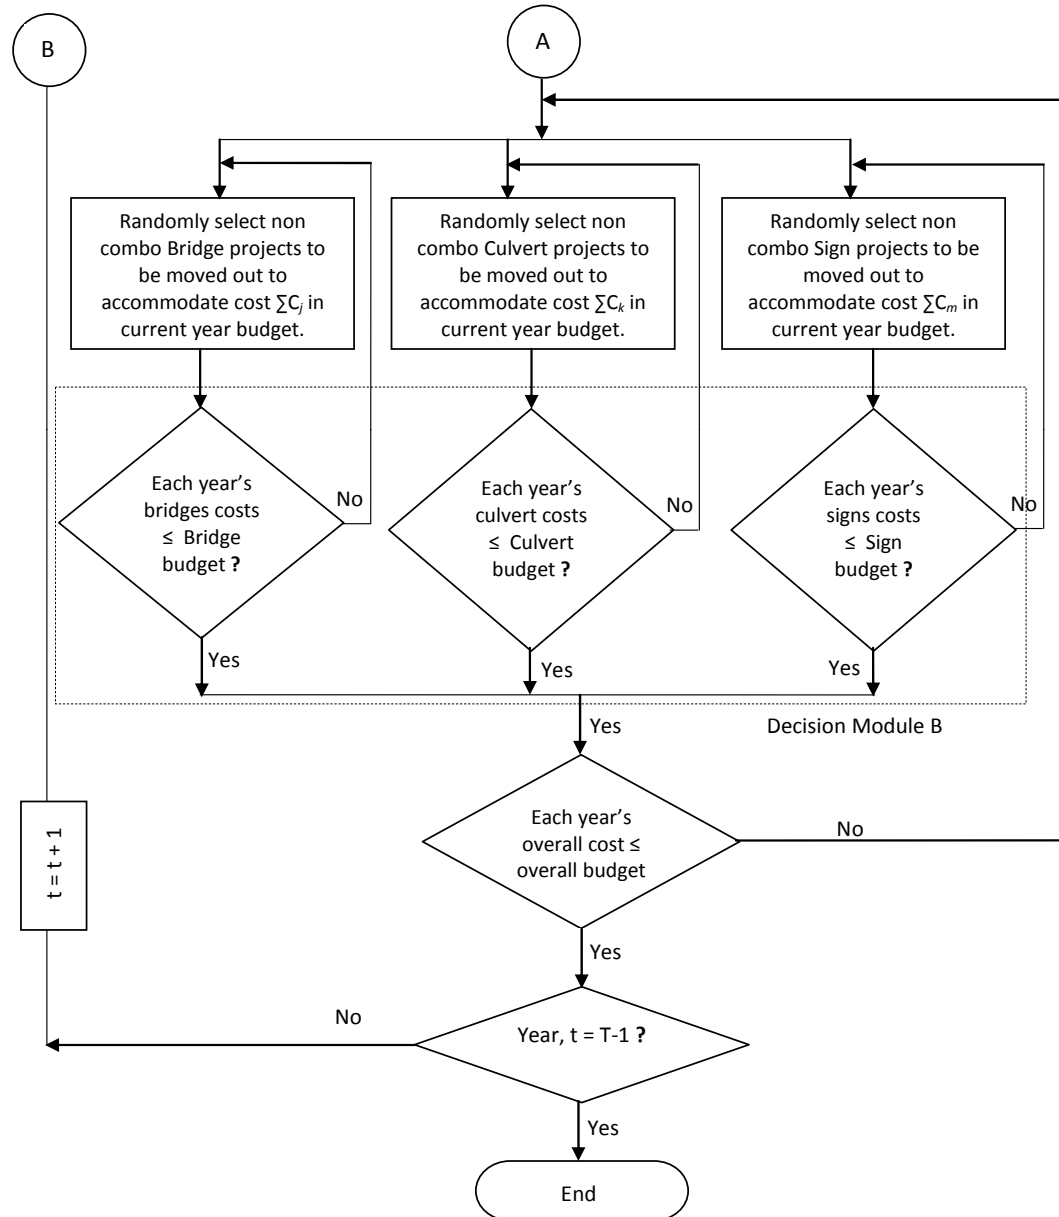 B
A
Randomly select non
combo Bridge projects to
be moved out to
accommodate cost ∑Cj in
current year budget.
Randomly select non
combo Culvert projects to
be moved out to
accommodate cost ∑Ck in
current year budget.
Randomly select non
combo Sign projects to be
moved out to
accommodate cost ∑Cm in
current year budget.
Each year’s
bridges costs
≤ Bridge
budget ?
No
Each year’s
culvert costs
≤ Culvert
budget ?
No
Each year’s
signs costs
≤ Sign
budget ?
No
Yes
Yes
Yes
Yes
Decision Module B
Each year’s
overall cost ≤
overall budget
No
t = t + 1
Yes
No
Year, t = T-1 ?
Yes
End